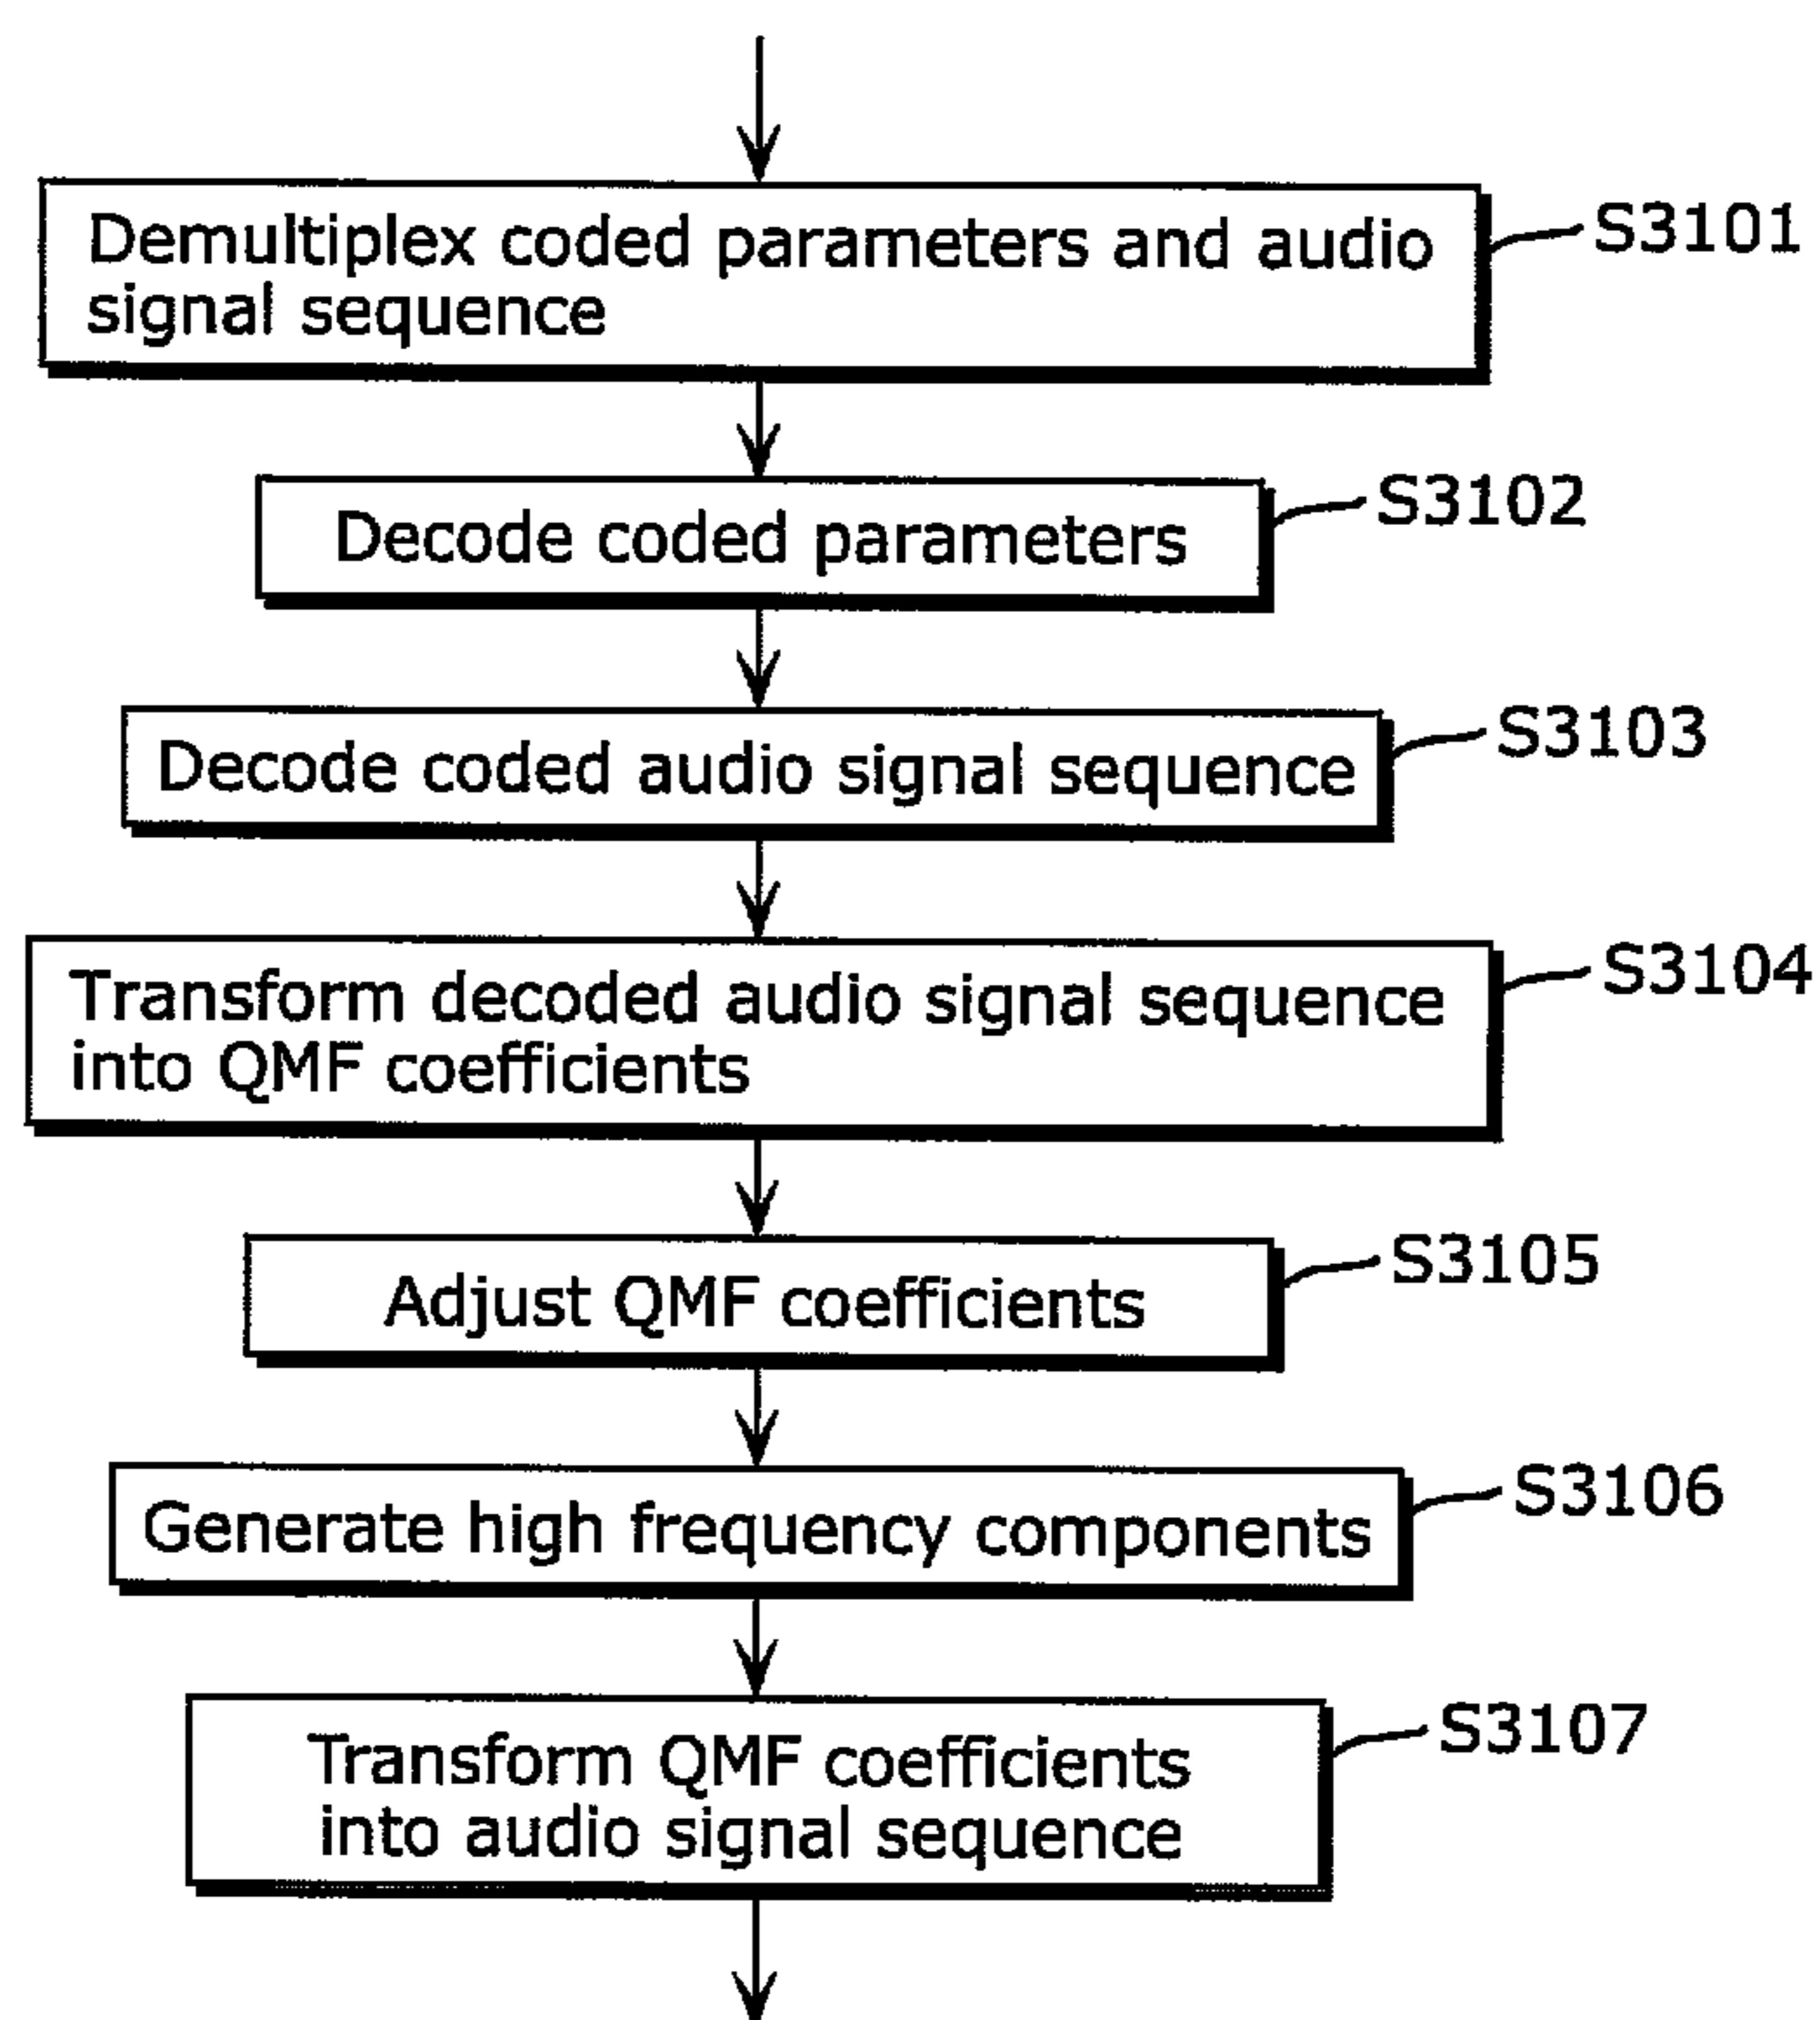 Demultiplex coded parameters and audio
signal sequence
S3101
Decode coded parameters
S3102
Decode coded audio signal sequence
S3103
Transform decoded audio signal sequence
into QMF coefficients
S3104
Adjust QMF coefficients
S3105
Generate high frequency components
S3106
Transform QMF coefficients
into audio signal sequence
S3107